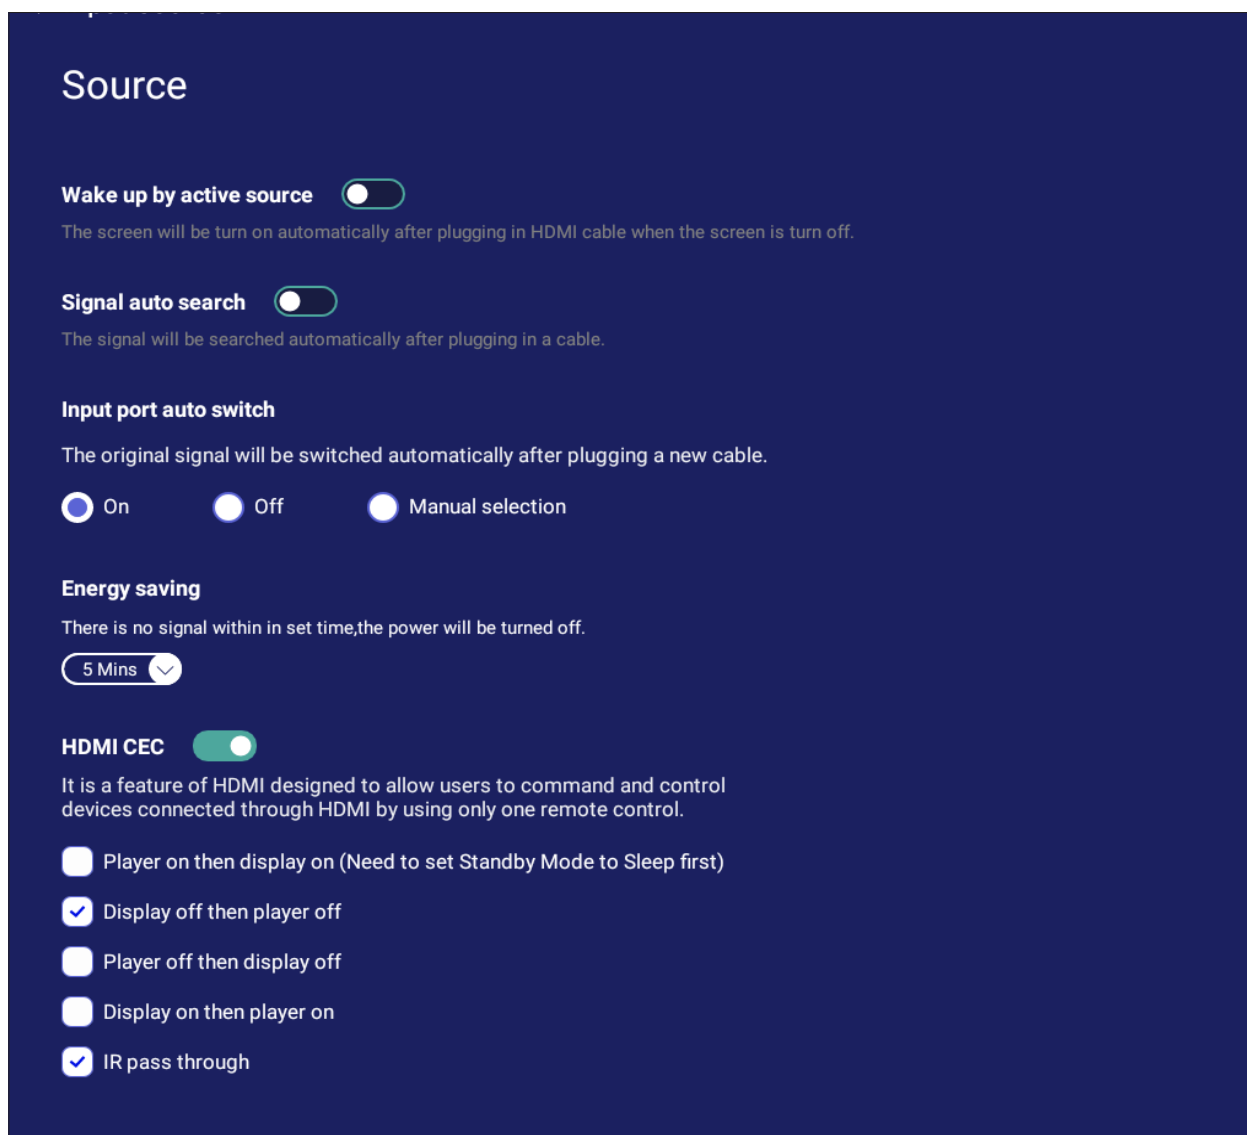 Source
Wake up by active source
The screen will be turn on automatically after plugging in HDMI cable when the screen is turn off.
Signal auto search
The signal will be searched automatically after plugging in a cable.
Input port auto switch
The original signal will be switched automatically after plugging a new cable.
On Off Manual selection
Energy saving
There is no signal within in set time,the power will be turned off.
5 Mins
HDMI CEC
It is a feature of HDMI designed to allow users to command and control
devices connected through HDMI by using only one remote control.
Player on then display on (Need to set Standby Mode to Sleep first)
Display off then player off
Player off then display off
Display on then player on
IR pass through